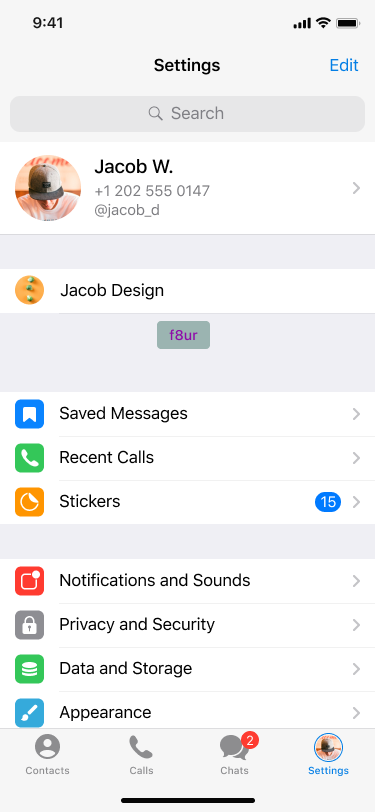 9:41
Settings
Edit
Search
Jacob W.
+1 202 555 0147
@jacob_d
Jacob Design
f8ur
Saved Messages
Recent Calls
Stickers
15
Notifications and Sounds
Privacy and Security
Data and Storage
Appearance
2
Contacts
Calls
Chats
Settings